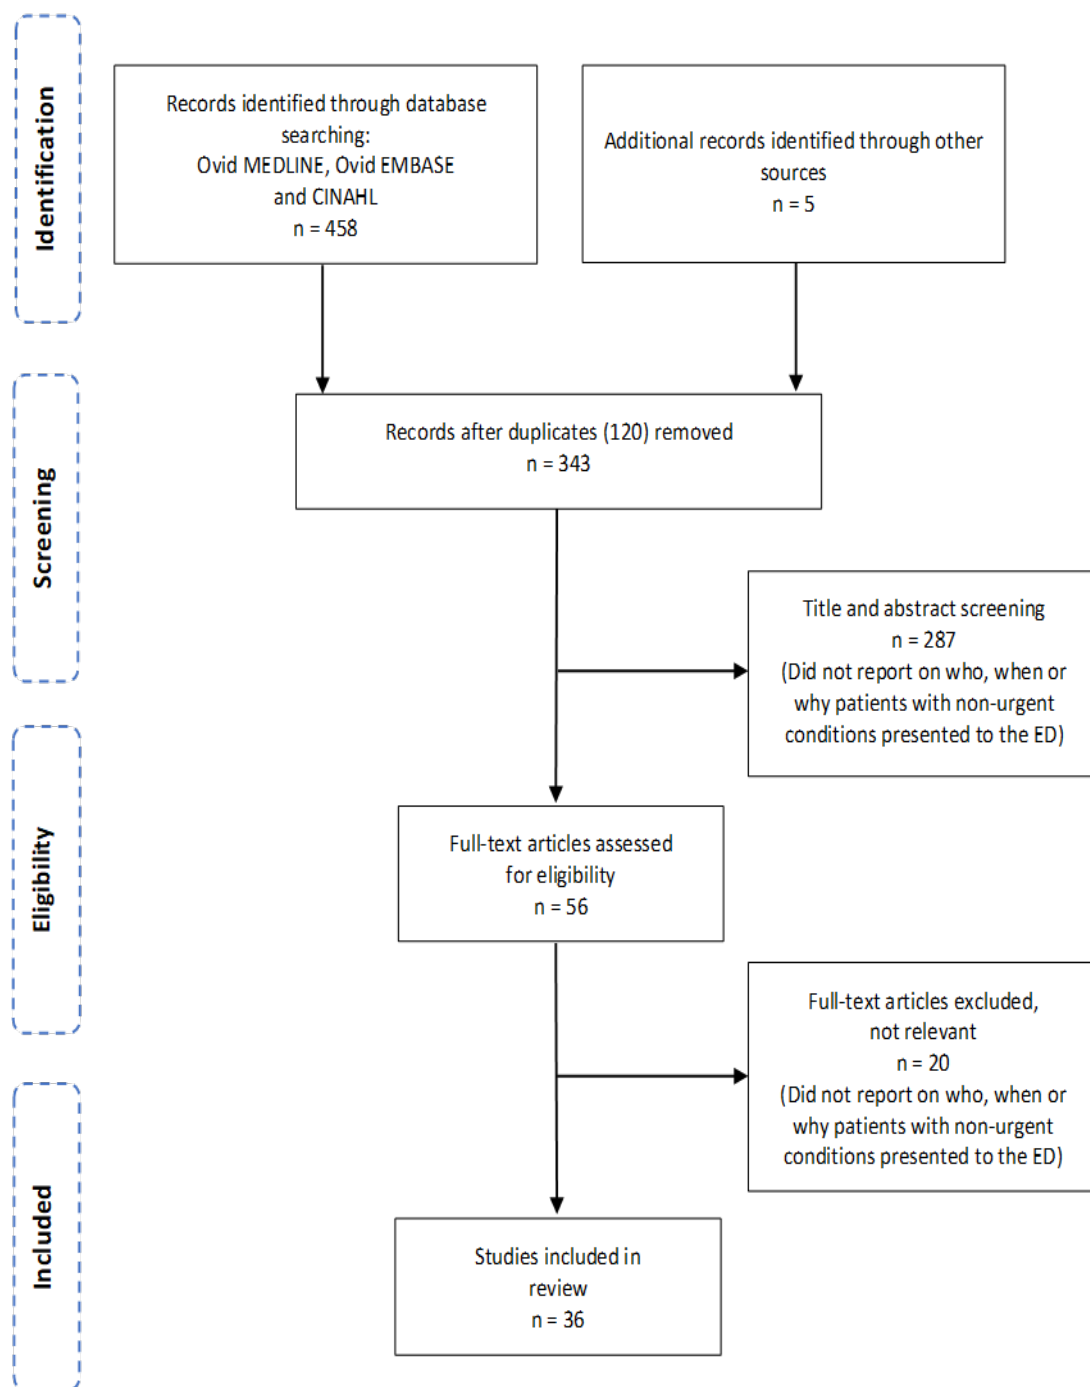 Identification
Records identified through database
searching:
Ovid MEDLINE, Ovid EMBASE
and CINAHL
n = 458
Additional records identified through other
sources
n = 5
Screening
Records after duplicates (120) removed
n = 343
Title and abstract screening
n = 287
(Did not report on who, when or
why patients with non-urgent
conditions presented to the ED)
Eligibility
Full-text articles assessed
for eligibility
n = 56
Full-text articles excluded,
not relevant
n = 20
(Did not report on who, when or
why patients with non-urgent
conditions presented to the ED)
Included
Studies included in
review
n = 36